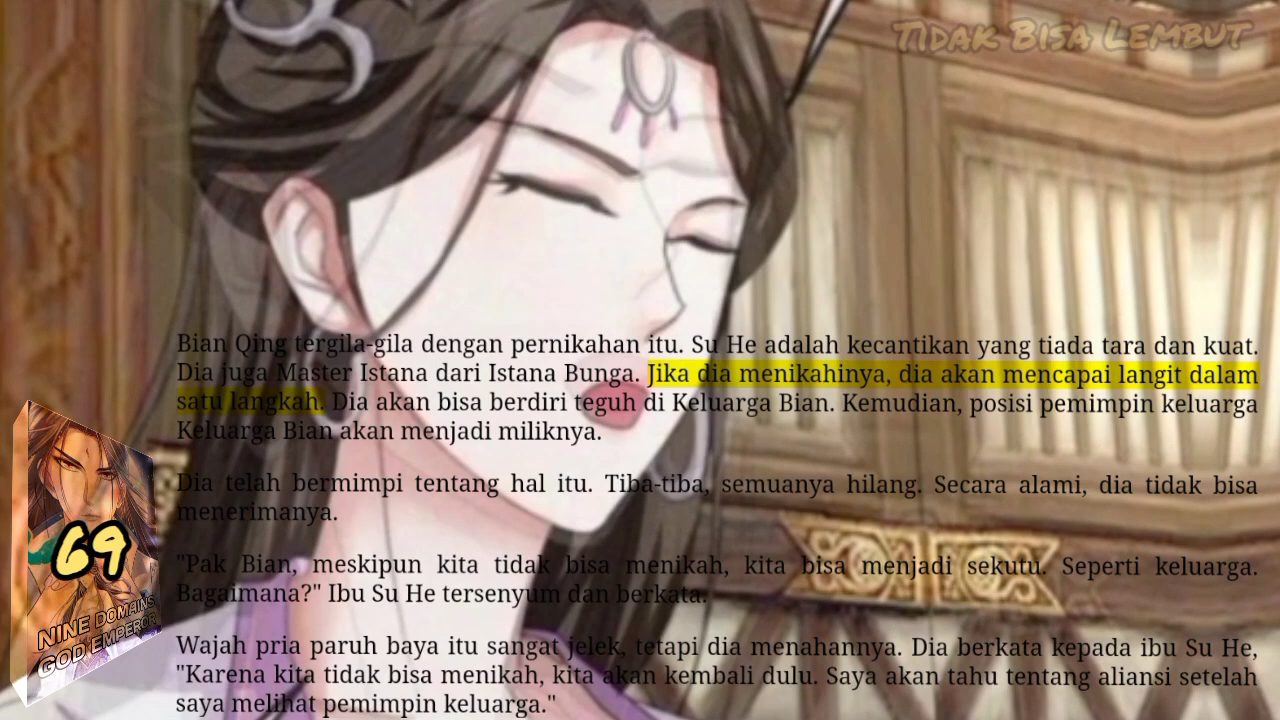 Tidak Bisa Lembut
Bian Qing tergila-gila dengan pernikahan itu. Su He adalah kecantikan yang tiada tara dan kuat.
Dia juga Master Istana dari Istana Bunga. Jika dia menikahinya, dia akan mencapai langit dalam
satu langkah. Dia akan bisa berdiri teguh di Keluarga Bian. Kemudian, posisi pemimpin keluarga
Keluarga Bian akan menjadi miliknya.
Dia telah bermimpi tentang hal itu. Tiba-tiba, semuanya hilang. Secara alami, dia tidak bisa
menerimanya.
"Pak Bian, meskipun kita tidak bisa menikah, kita bisa menjadi sekutu. Seperti keluarga.
Bagaimana?" Ibu Su He tersenyum dan berkata.
Wajah pria paruh baya itu sangat jelek, tetapi dia menahannya. Dia berkata kepada ibu Su He,
"Karena kita tidak bisa menikah, kita akan kembali dulu. Saya akan tahu tentang aliansi setelah
saya melihat pemimpin keluarga."
69
NINE DOMAINS
GOD EMPEROR